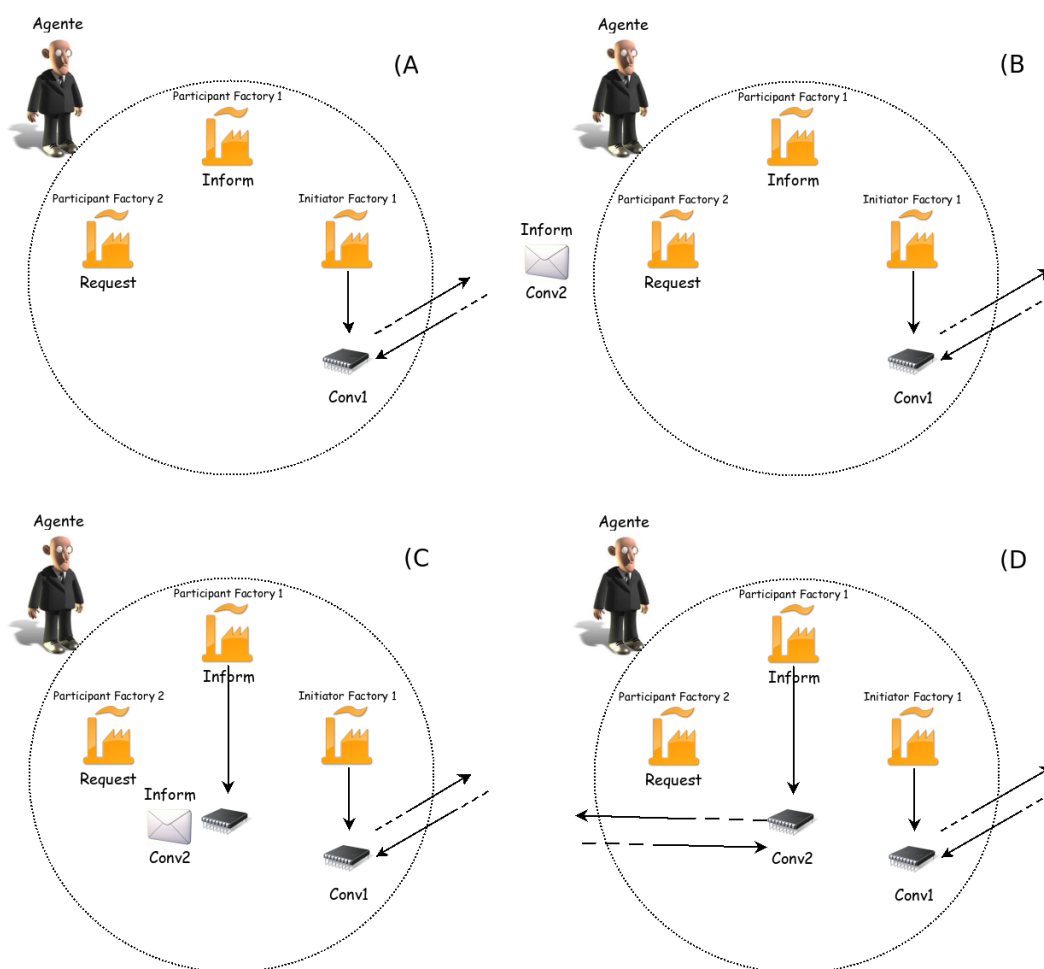 Agente
(A
Participant Factory 1
Inform
Participant Factory 2
Request
Initiator Factory 1
Conv1
Agente
(B
Participant Factory 1
Inform
Participant Factory 2
Request
Initiator Factory 1
Inform
Conv2
Conv1
Agente
(C
Participant Factory 1
Inform
Participant Factory 2
Request
Initiator Factory 1
Inform
Conv2
Conv1
Agente
(D
Participant Factory 1
Inform
Participant Factory 2
Request
Initiator Factory 1
Conv2
Conv1